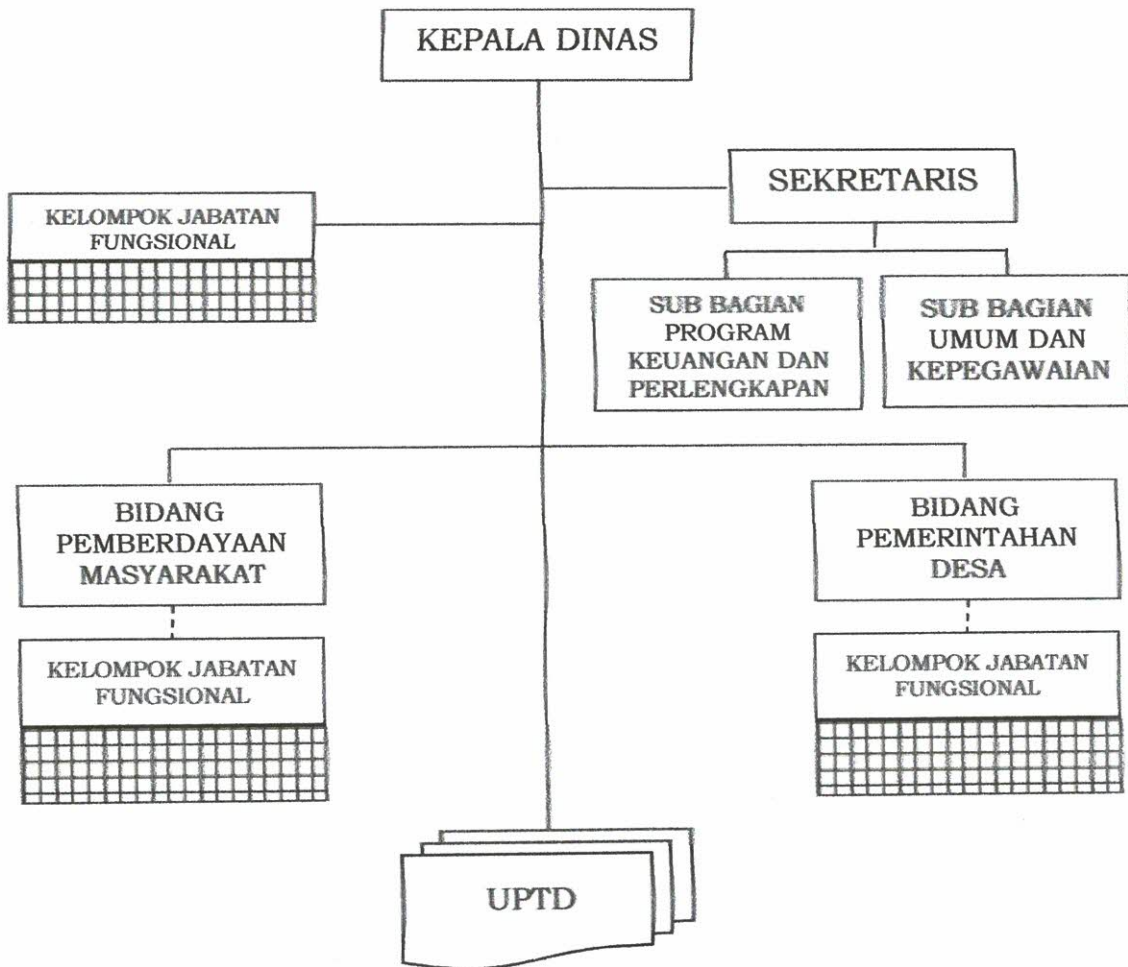 KEPALA DINAS
SEKRETARIS
KELOMPOK JABATAN
FUNGSIONAL
SUB BAGIAN
PROGRAM
KEUANGAN DAN
PERLENGKAPAN
SUB BAGIAN
UMUM DAN
KEPEGAWAIAN
BIDANG
PEMBERDAYAAN
MASYARAKAT
BIDANG
PEMERINTAHAN
DESA
KELOMPOK JABATAN
FUNGSIONAL
KELOMPOK JABATAN
FUNGSIONAL
UPTD